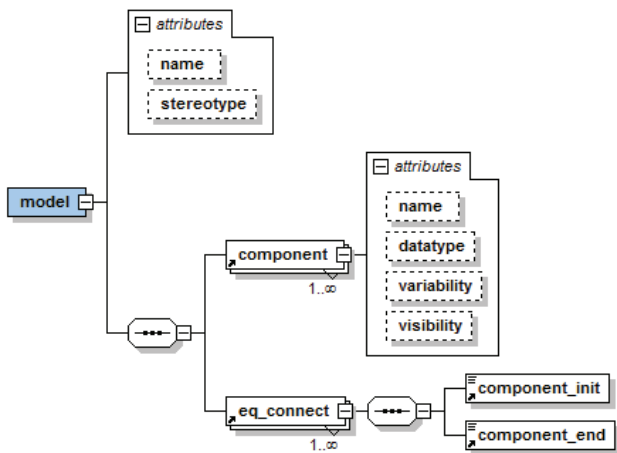 attributes
name
stereotype
model
attributes
name
datatype
variability
visibility
component
1..∞
eq_connect
1..∞
component_init
component_end